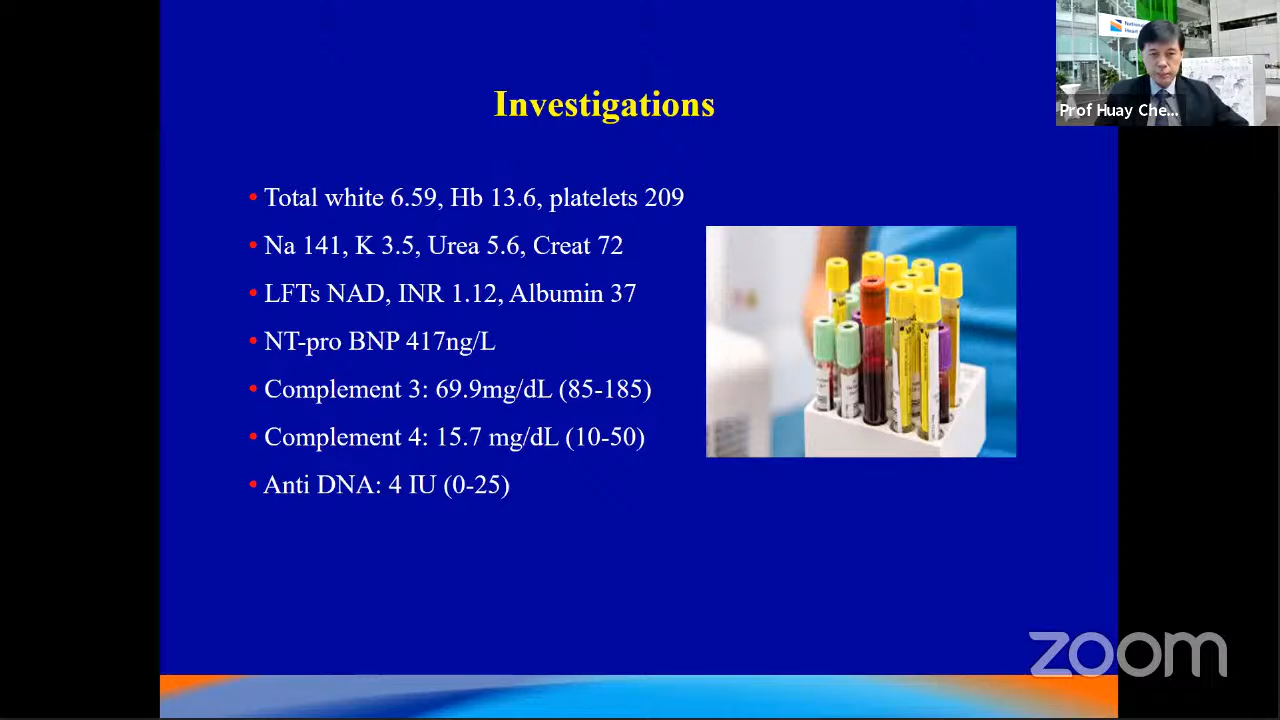 Investigations
• Total white 6.59, Hb 13.6, platelets 209
• Na 141, K 3.5, Urea 5.6, Creat 72
• LFTs NAD, INR 1.12, Albumin 37
• NT-pro BNP 417ng/L
• Complement 3: 69.9mg/dL (85-185)
• Complement 4: 15.7 mg/dL (10-50)
• Anti DNA: 4 IU (0-25)
Prof Huay Che...
zoom